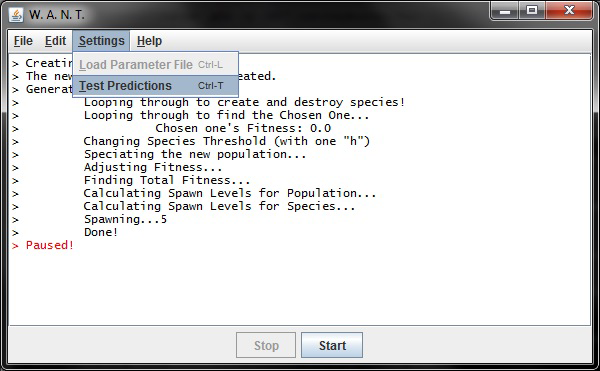 W. A. N. T.
File Edit Settings Help
Load Parameter File Ctrl-L
Test Predictions Ctrl-T
> Creatin
> The new eated.
> Generat
> Looping through to create and destroy species!
> Looping through to find the Chosen One...
> Chosen one's Fitness: 0.0
> Changing Species Threshold (with one "h")
> Speciating the new population...
> Adjusting Fitness...
> Finding Total Fitness...
> Calculating Spawn Levels for Population...
> Calculating Spawn Levels for Species...
> Spawning...5
> Done!
> Paused!
Stop Start